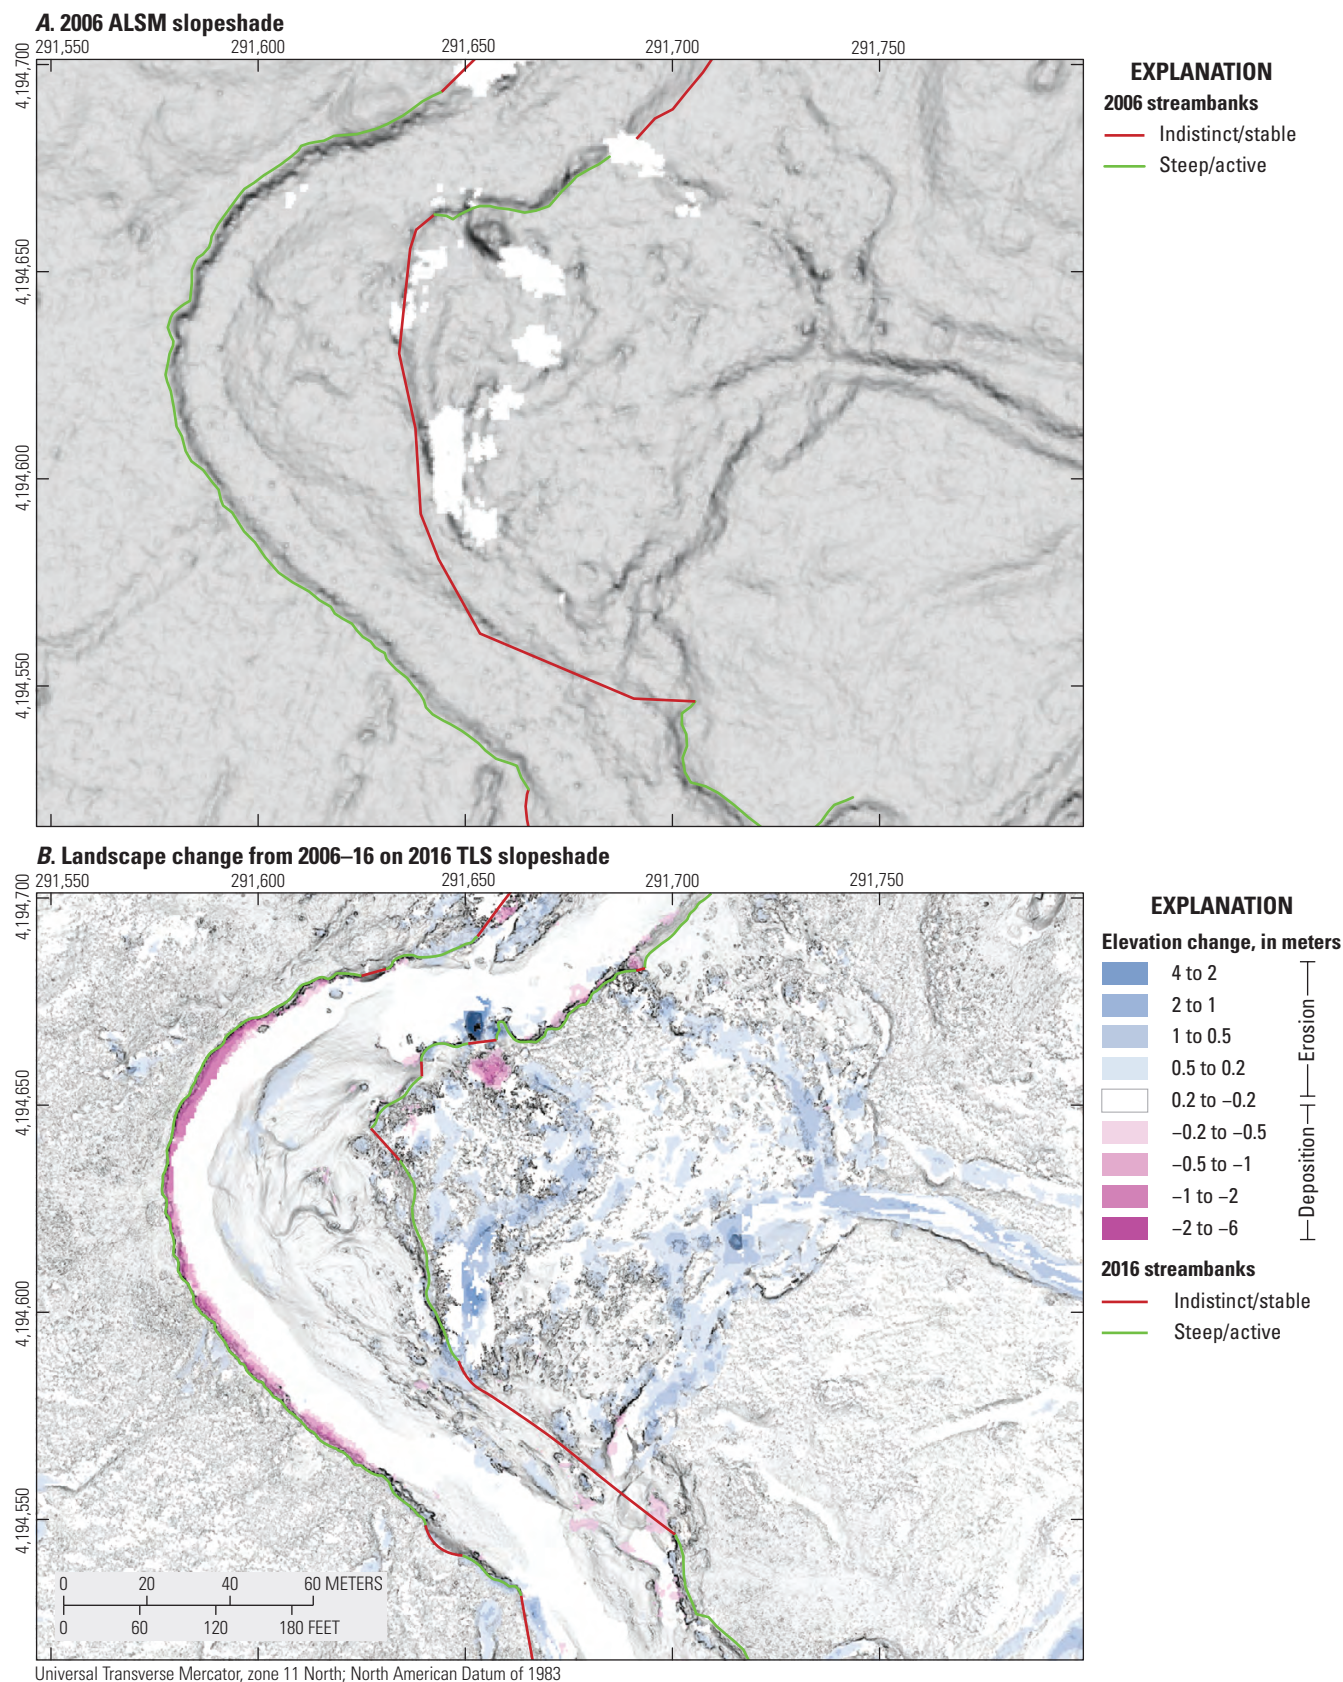 A. 2006 ALSM slopeshade
291,550 291,600 291,650 291,700 291,750
4,194,700
4,194,650
4,194,600
4,194,550
EXPLANATION
2006 streambanks
Indistinct/stable
Steep/active
B. Landscape change from 2006–16 on 2016 TLS slopeshade
291,550 291,600 291,650 291,700 291,750
4,194,700
4,194,650
4,194,600
4,194,550
EXPLANATION
Elevation change, in meters
4 to 2
2 to 1
1 to 0.5
0.5 to 0.2
0.2 to −0.2
−0.2 to −0.5
−0.5 to −1
−1 to −2
−2 to −6
Erosion
Deposition
2016 streambanks
Indistinct/stable
Steep/active
0 20 40 60 METERS
0 60 120 180 FEET
Universal Transverse Mercator, zone 11 North; North American Datum of 1983